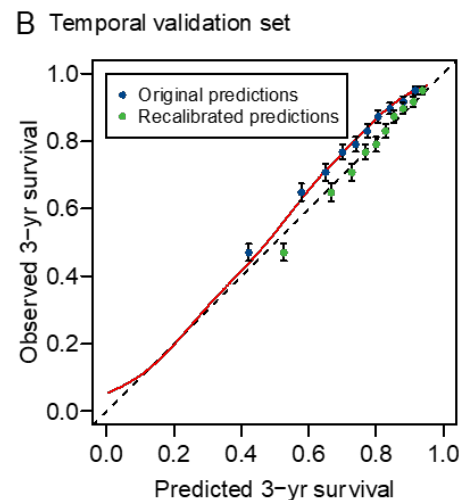 B Temporal validation set
Original predictions
Recalibrated predictions
Observed 3−yr survival
1.0
0.8
0.6
0.4
0.2
0.0
0.0 0.2 0.4 0.6 0.8 1.0
Predicted 3−yr survival